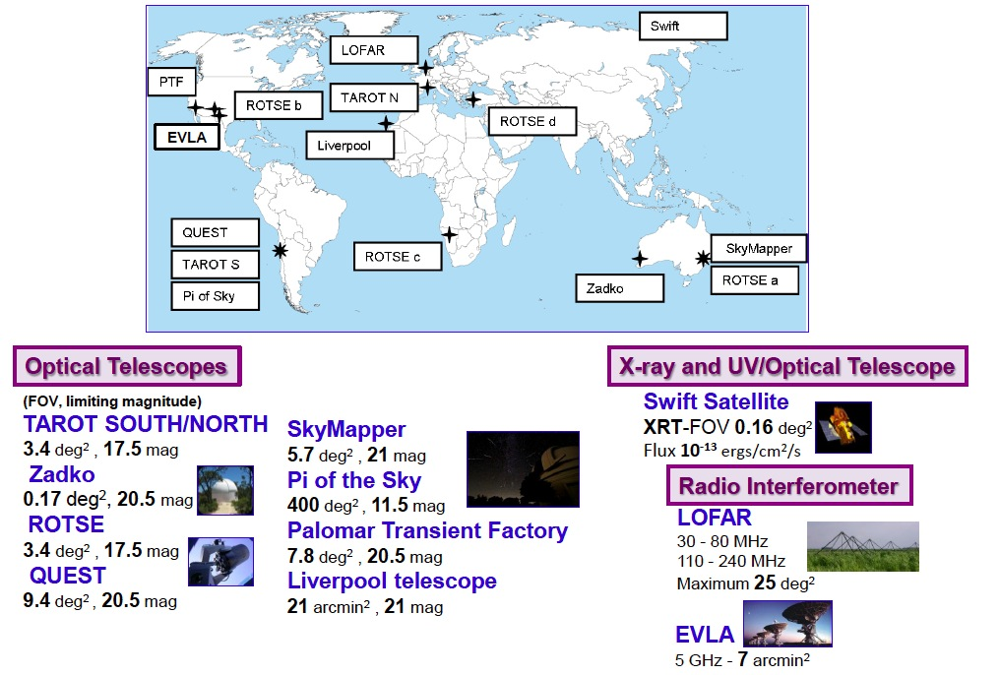 Swift
LOFAR
PTF
ROTSE b
TAROT N
ROTSE d
EVLA
Liverpool
QUEST
TAROT S
Pi of Sky
ROTSE c
SkyMapper
Zadko
ROTSE a
Optical Telescopes
(FOV, limiting magnitude)
TAROT SOUTH/NORTH
3.4 deg² , 17.5 mag
Zadko
0.17 deg², 20.5 mag
ROTSE
3.4 deg² , 17.5 mag
QUEST
9.4 deg² , 20.5 mag
SkyMapper
5.7 deg² , 21 mag
Pi of the Sky
400 deg² , 11.5 mag
Palomar Transient Factory
7.8 deg² , 20.5 mag
Liverpool telescope
21 arcmin² , 21 mag
X-ray and UV/Optical Telescope
Swift Satellite
XRT-FOV 0.16 deg²
Flux 10⁻¹³ ergs/cm²/s
Radio Interferometer
LOFAR
30 - 80 MHz
110 - 240 MHz
Maximum 25 deg²
EVLA
5 GHz - 7 arcmin²